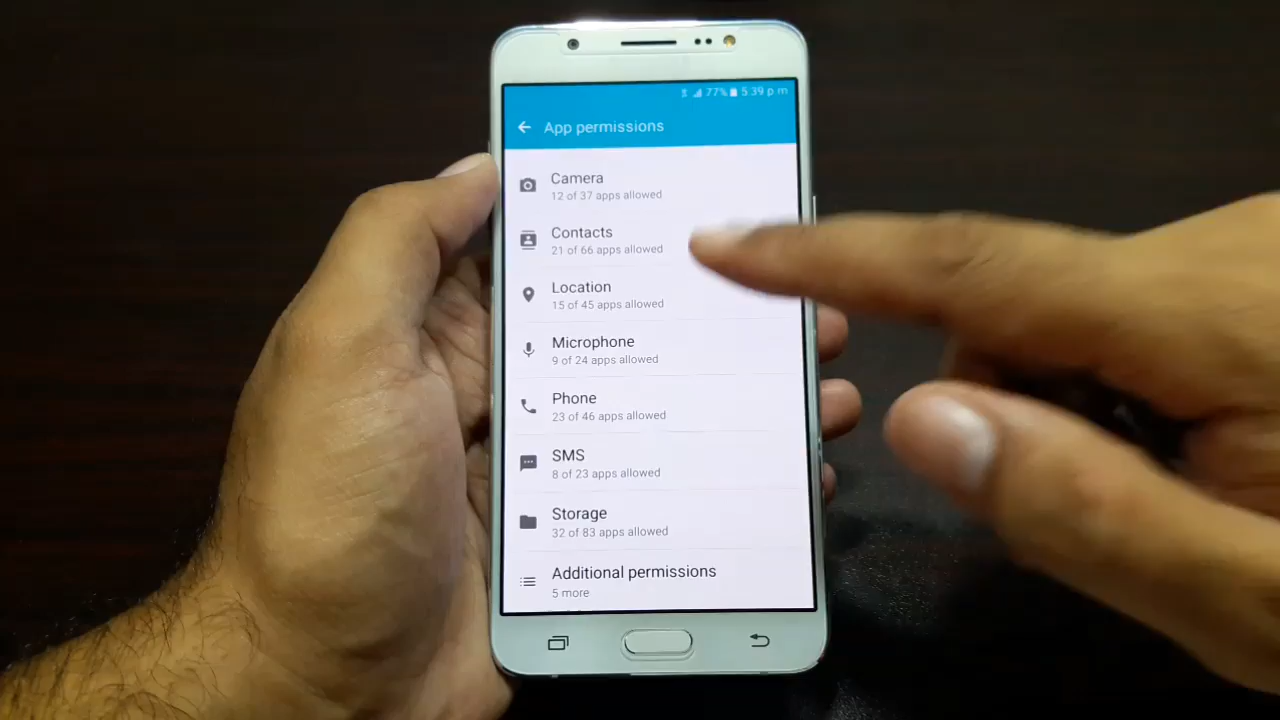 77% 5:39 p m
App permissions
Camera
12 of 37 apps allowed
Contacts
21 of 66 apps allowed
Location
15 of 45 apps allowed
Microphone
9 of 24 apps allowed
Phone
23 of 46 apps allowed
SMS
8 of 23 apps allowed
Storage
32 of 83 apps allowed
Additional permissions
5 more